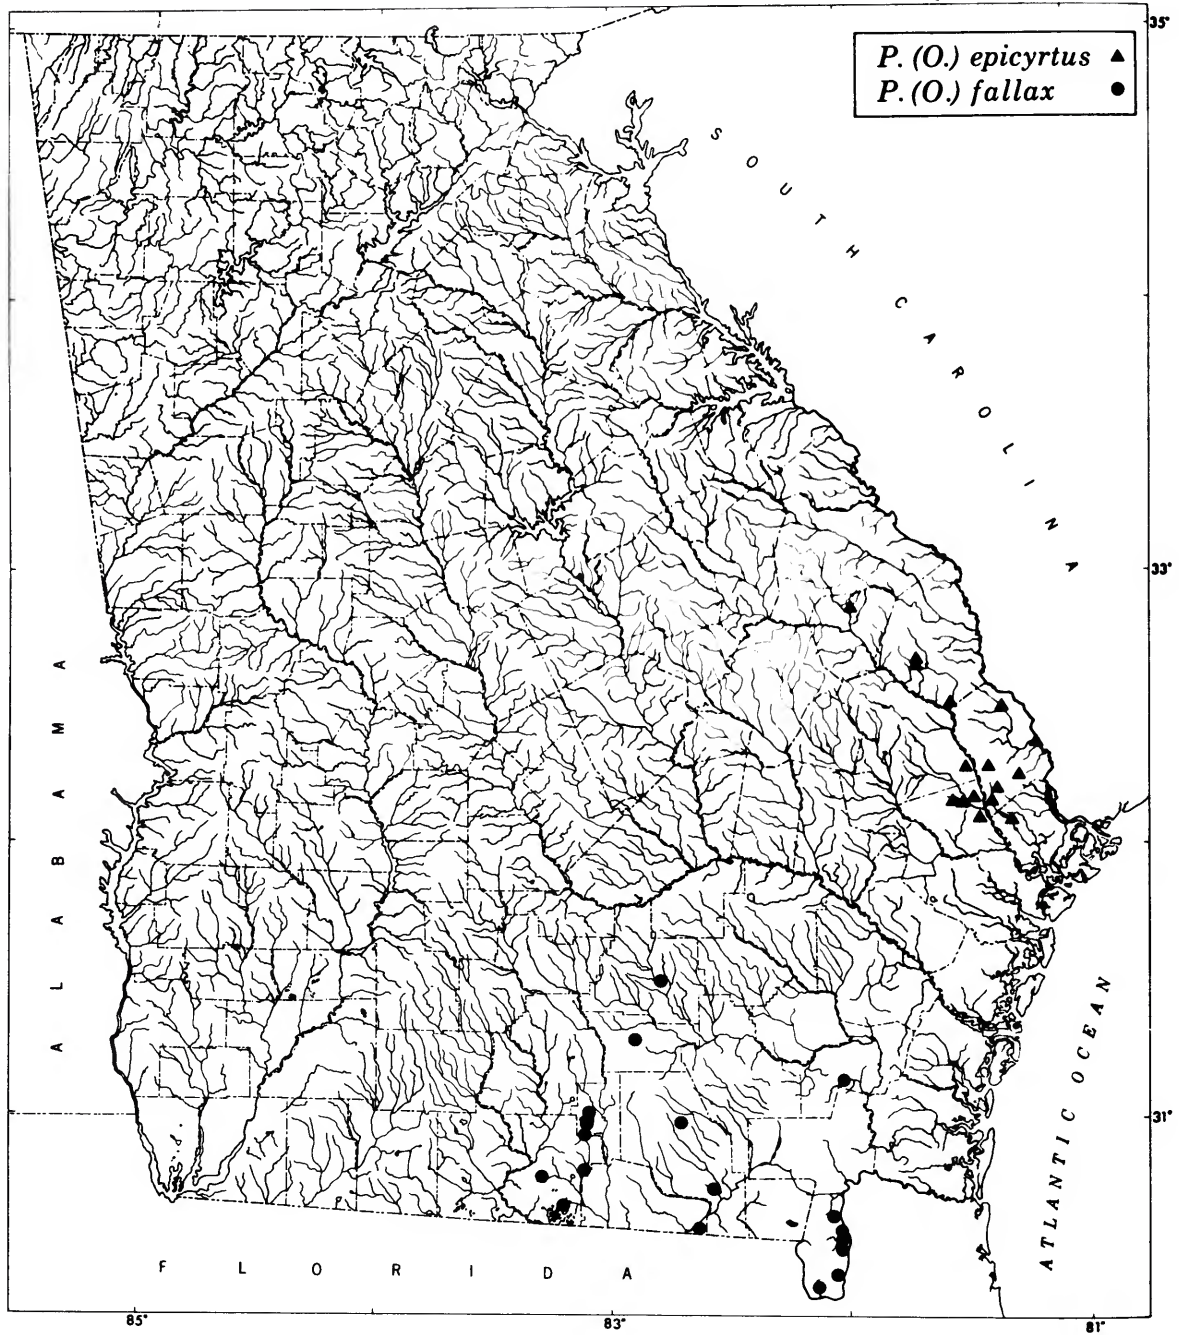 35°
P. (O.) epicyrtus ▲
P. (O.) fallax ●
SOUTH CAROLINA
33°
ALABAMA
31°
ATLANTIC OCEAN
FLORIDA
85°
83°
81°